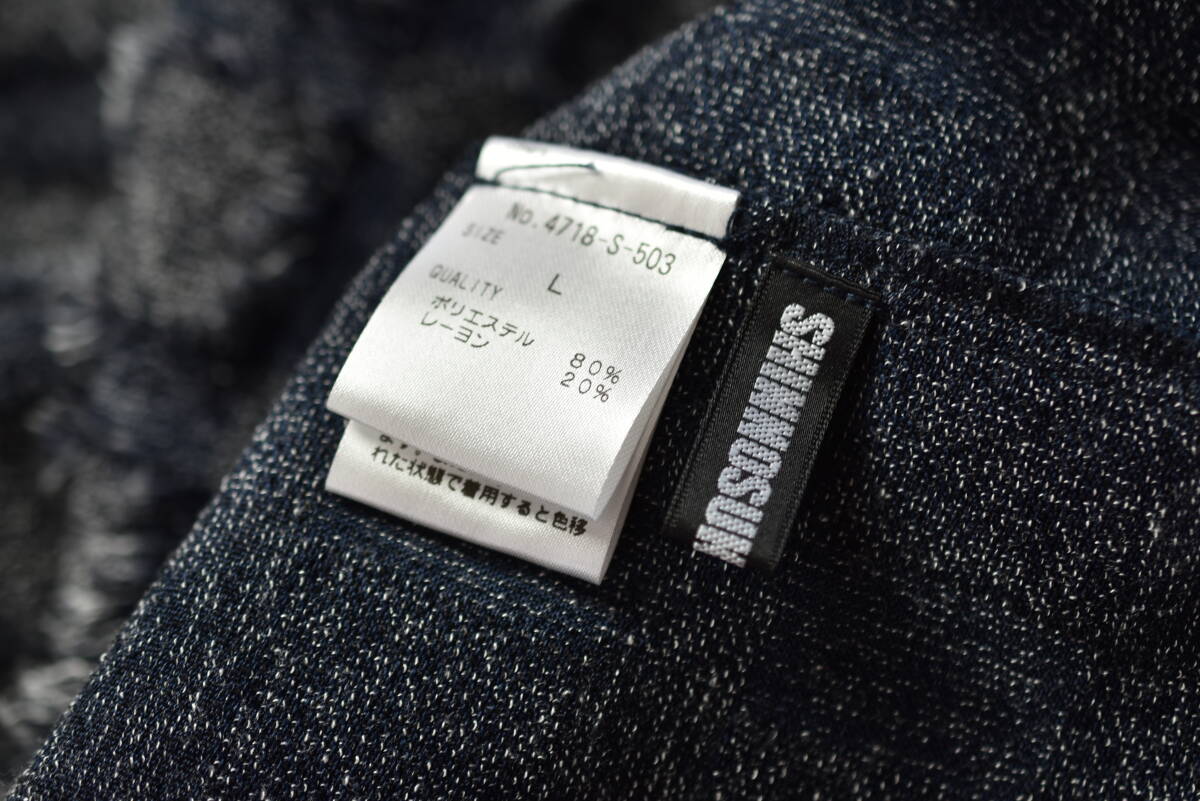 No. 4718-S-503
SIZE
L
QUALITY
ポリエステル 80%
レーヨン 20%
れた状態で着用すると色移
SWINNGSUN